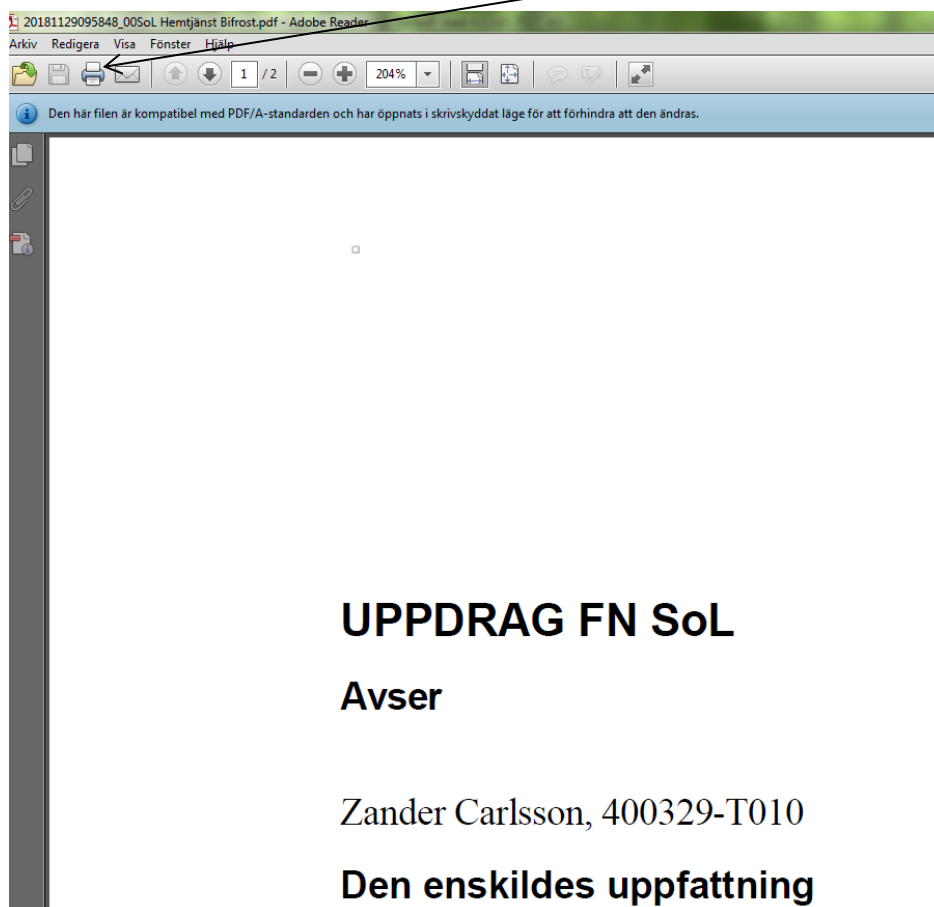 20181129095848_00SoL Hemtjänst Bifrost.pdf - Adobe Reader
Arkiv Redigera Visa Fönster Hjälp
1 / 2 204%
Den här filen är kompatibel med PDF/A-standarden och har öppnats i skrivskyddat läge för att förhindra att den ändras.
UPPDRAG FN SoL
Avser
Zander Carlsson, 400329-T010
Den enskildes uppfattning